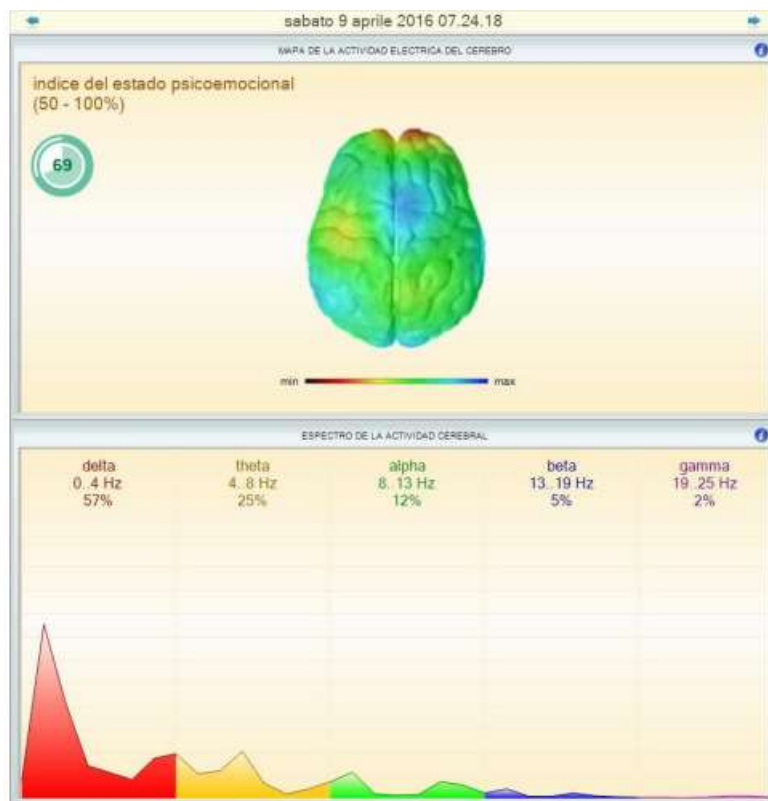 sabato 9 aprile 2016 07.24.18
MAPA DE LA ACTIVIDAD ELECTRICA DEL CEREBRO
indice del estado psicoemocional
(50 - 100%)
69
min max
ESPECTRO DE LA ACTIVIDAD CEREBRAL
delta theta alpha beta gamma
0..4 Hz 4..8 Hz 8..13 Hz 13..19 Hz 19..25 Hz
57% 25% 12% 5% 2%